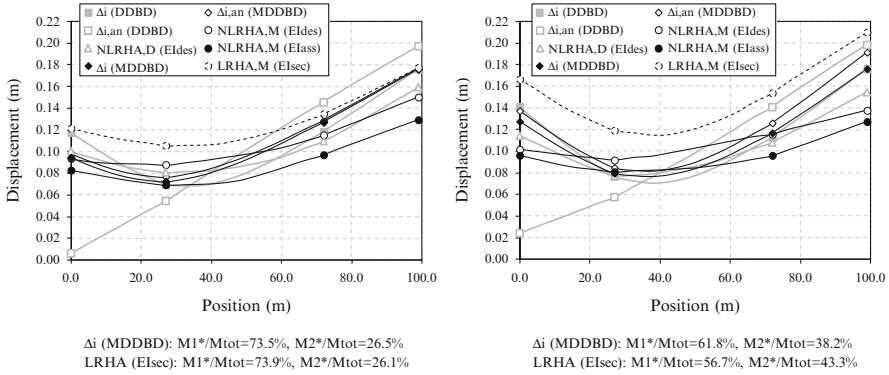 Δi (DDBD) Δi,an (MDDBD)
Δi,an (DDBD) NLRHA,M (EIdes)
NLRHA,D (EIdes) NLRHA,M (EIass)
Δi (MDDBD) LRHA,M (EIsec)
0.22
0.20
0.18
0.16
0.14
0.12
0.10
0.08
0.06
0.04
0.02
0.00
Displacement (m)
0.0 20.0 40.0 60.0 80.0 100.0
Position (m)
Δi (MDDBD): M1*/Mtot=73.5%, M2*/Mtot=26.5%
LRHA (EIsec): M1*/Mtot=73.9%, M2*/Mtot=26.1%
Δi (DDBD) Δi,an (MDDBD)
Δi,an (DDBD) NLRHA,M (EIdes)
NLRHA,D (EIdes) NLRHA,M (EIass)
Δi (MDDBD) LRHA,M (EIsec)
0.22
0.20
0.18
0.16
0.14
0.12
0.10
0.08
0.06
0.04
0.02
0.00
Displacement (m)
0.0 20.0 40.0 60.0 80.0 100.0
Position (m)
Δi (MDDBD): M1*/Mtot=61.8%, M2*/Mtot=38.2%
LRHA (EIsec): M1*/Mtot=56.7%, M2*/Mtot=43.3%